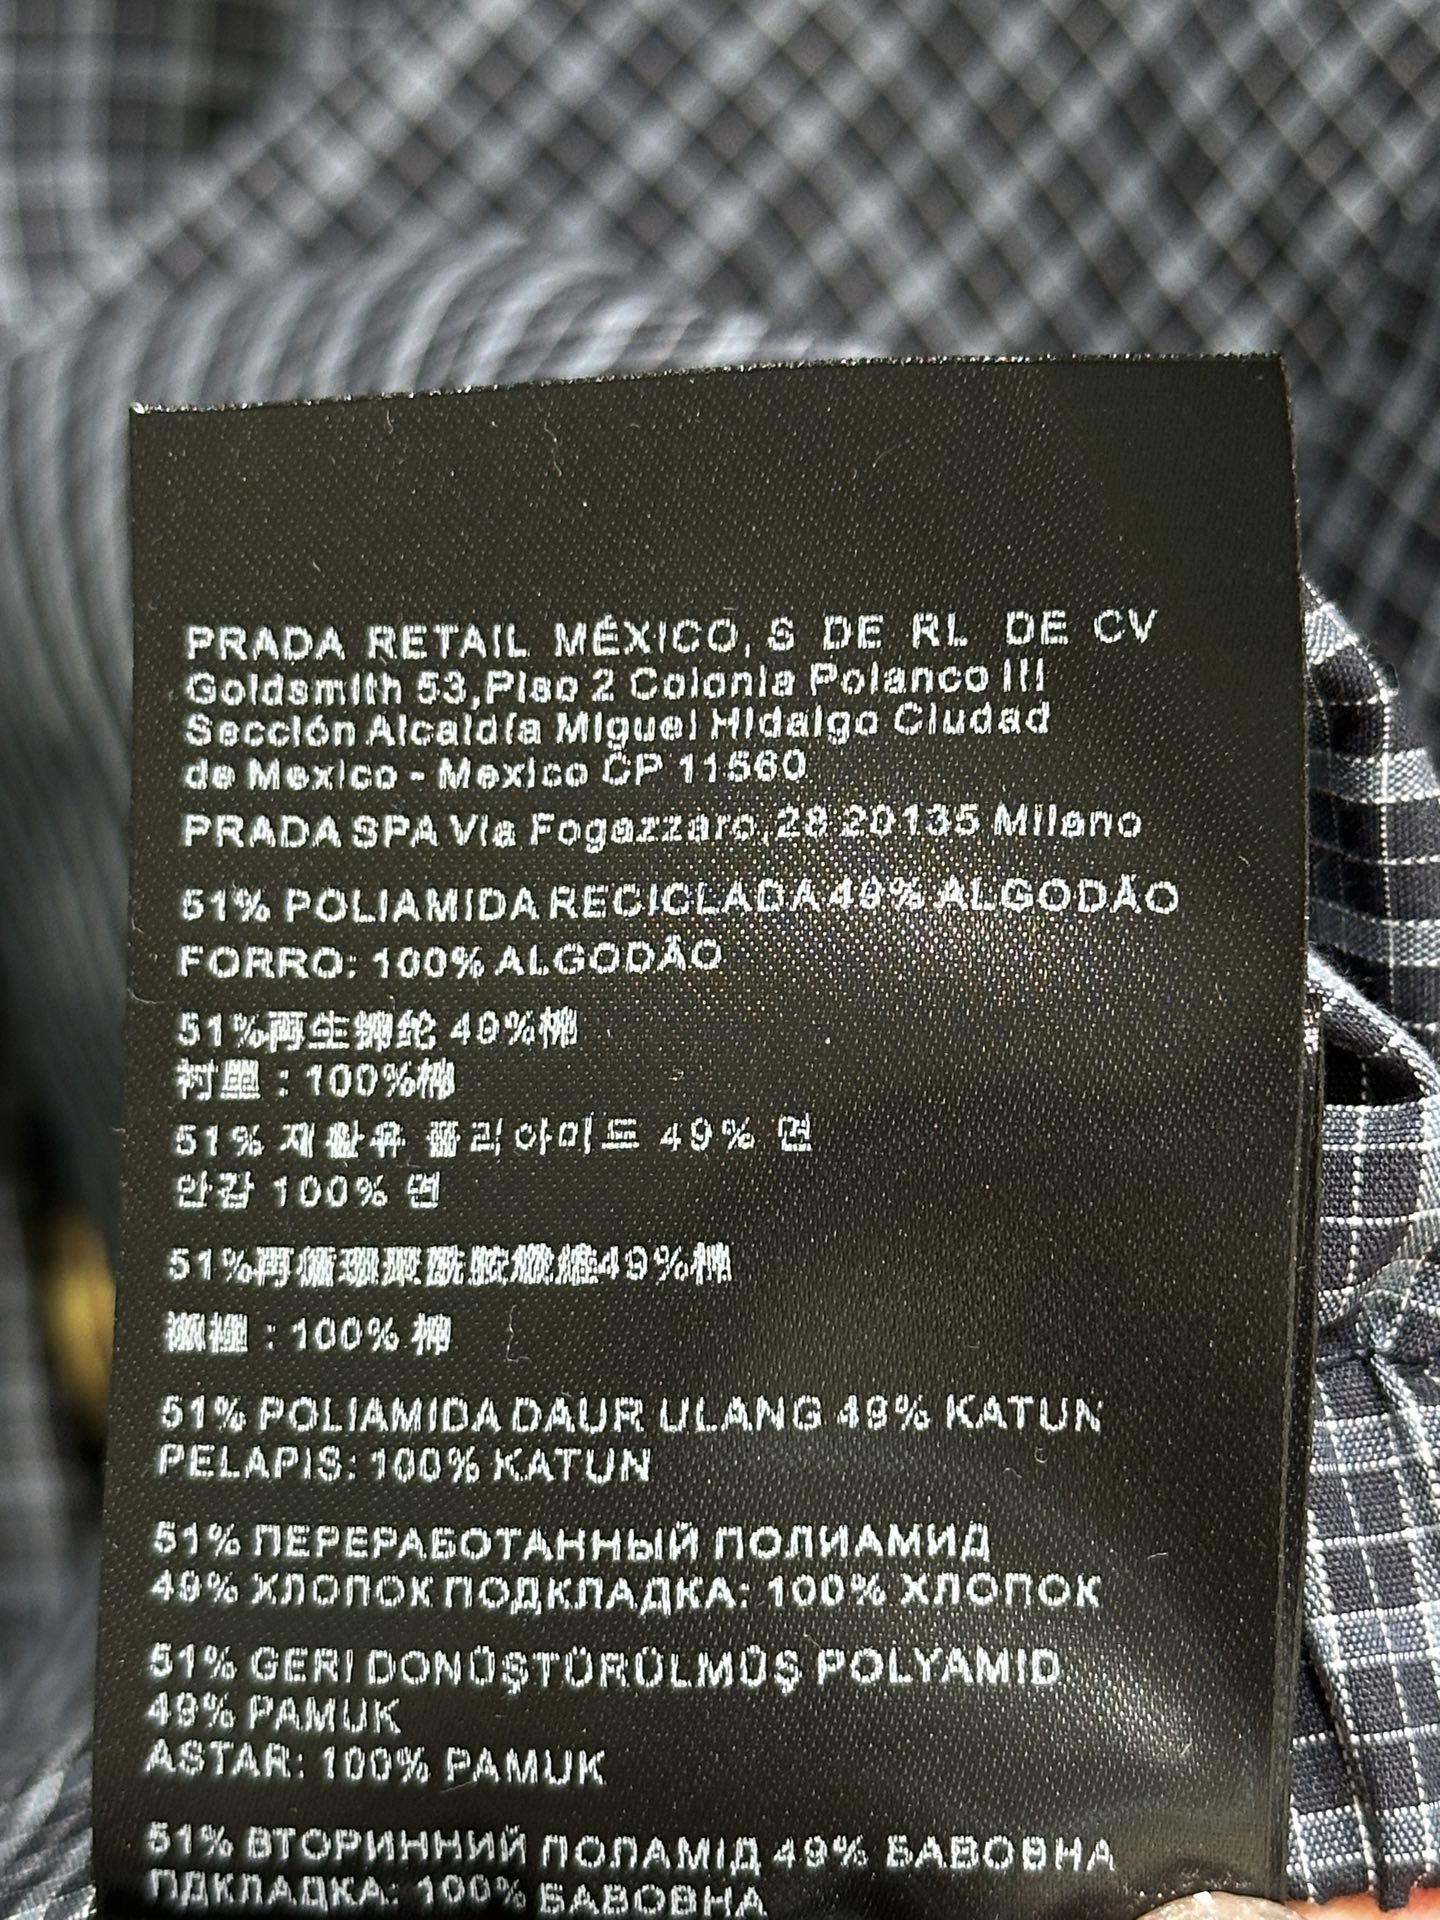 PRADA RETAIL MÉXICO, S DE RL DE CV
Goldsmith 53,Piso 2 Colonia Polanco III
Sección Alcaldía Miguel Hidalgo Ciudad
de Mexico - Mexico CP 11560
PRADA SPA Via Fogazzaro,28 20135 Milano
51% POLIAMIDA RECICLADA 49% ALGODÃO
FORRO: 100% ALGODÃO
51%再生锦纶 49%棉
衬里 : 100%棉
51% 재활용 폴리아미드 49% 면
안감 100% 면
51%再循環聚酰胺纖維49%棉
: 100% 棉
51% POLIAMIDA DAUR ULANG 49% KATUN
PELAPIS: 100% KATUN
51% ПЕРЕРАБОТАННЫЙ ПОЛИАМИД
49% ХЛОПОК ПОДКЛАДКА: 100% ХЛОПОК
51% GERI DONÜŞTÜRÜLMÜŞ POLYAMID
49% PAMUK
ASTAR: 100% PAMUK
51% ВТОРИННИЙ ПОЛАМІД 49% БАВОВНА
ПДКЛАДКА: 100% БАВОВНА